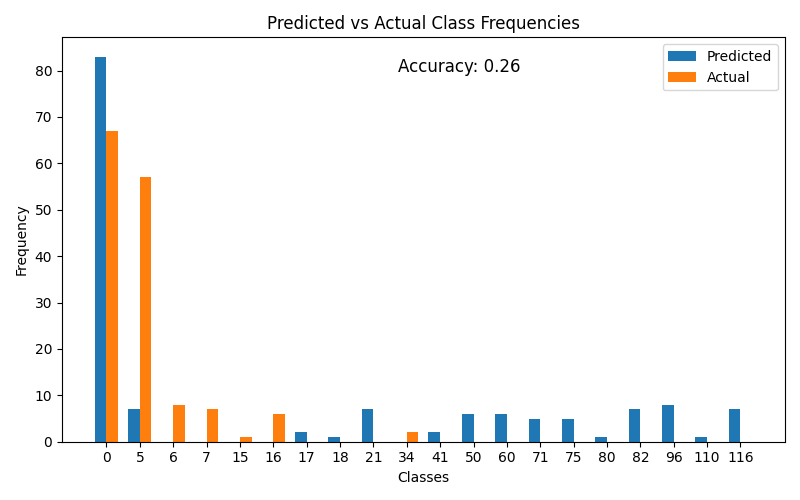 Predicted vs Actual Class Frequencies
Accuracy: 0.26
Predicted
Actual
80
70
60
50
40
30
20
10
0
Frequency
0 5 6 7 15 16 17 18 21 34 41 50 60 71 75 80 82 96 110 116
Classes